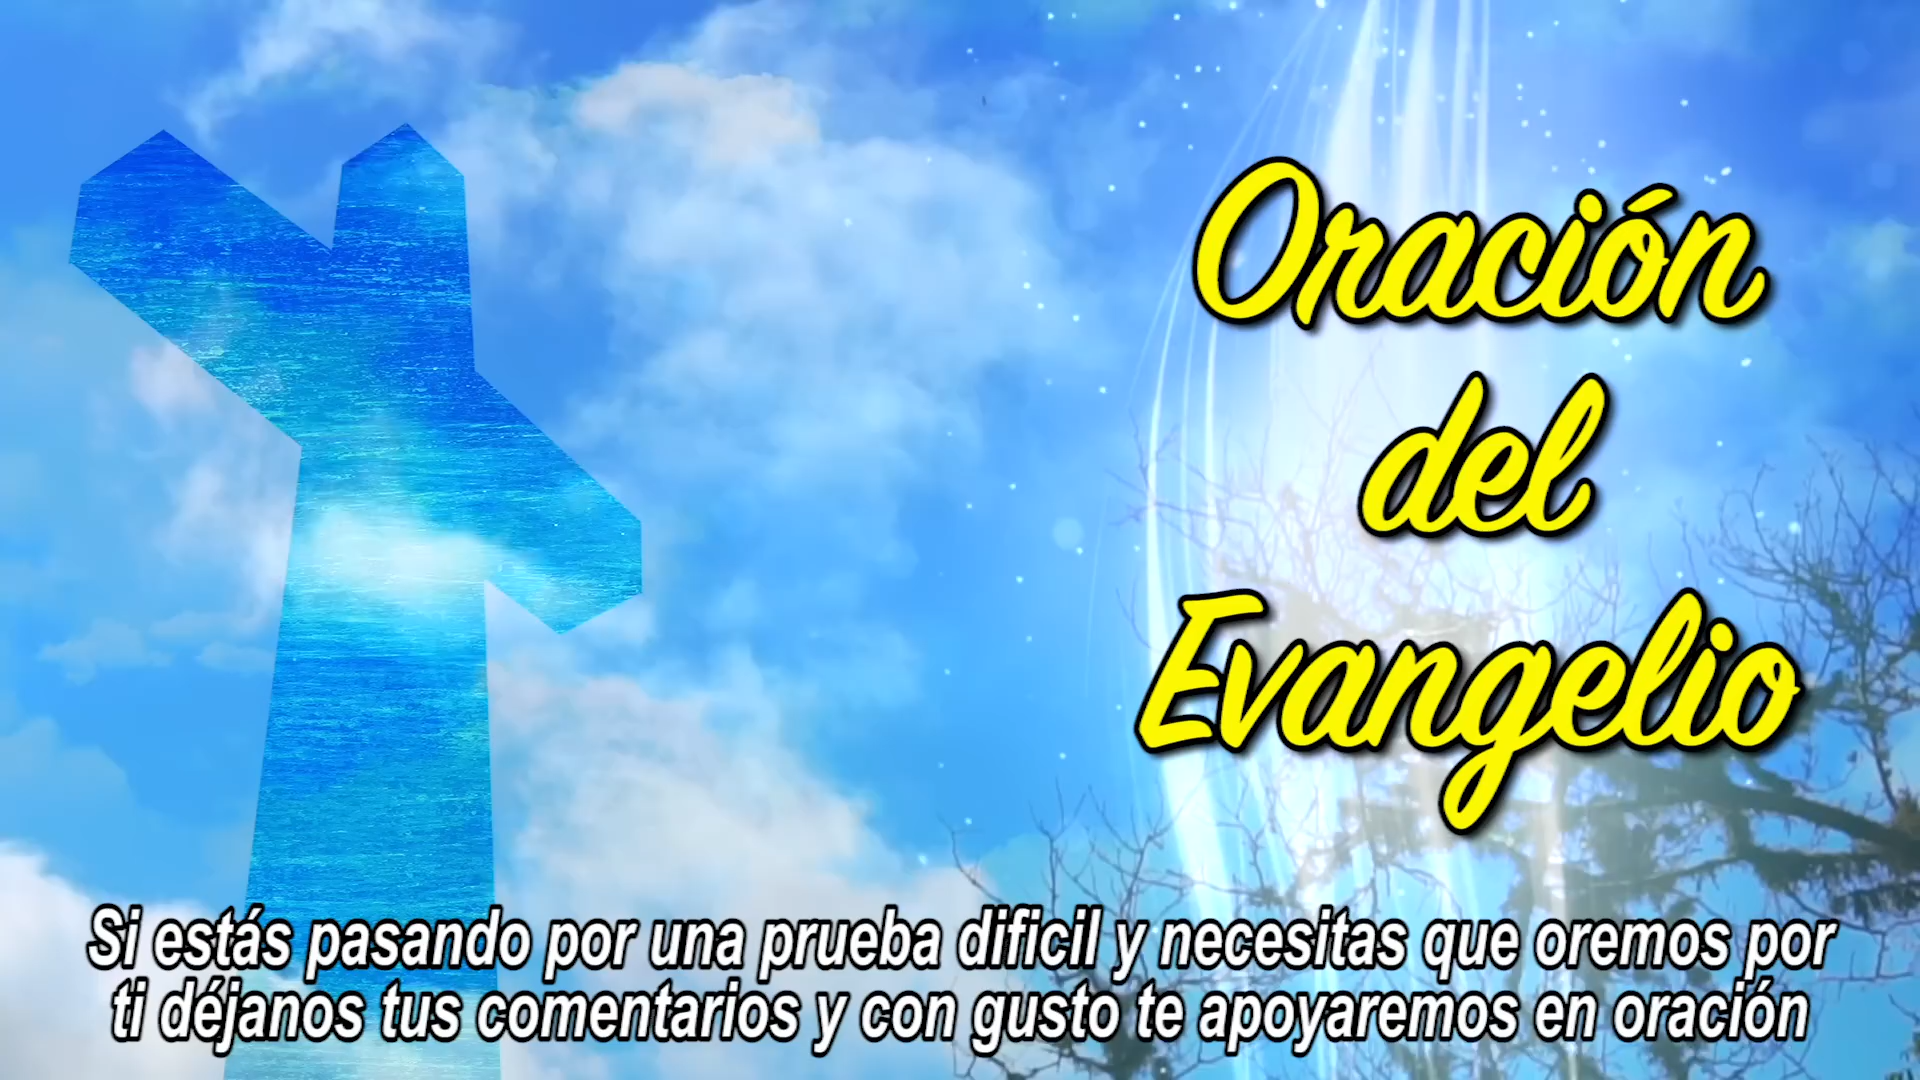 Oración
del
Evangelio
Si estás pasando por una prueba dificil y necesitas que oremos por
ti déjanos tus comentarios y con gusto te apoyaremos en oración